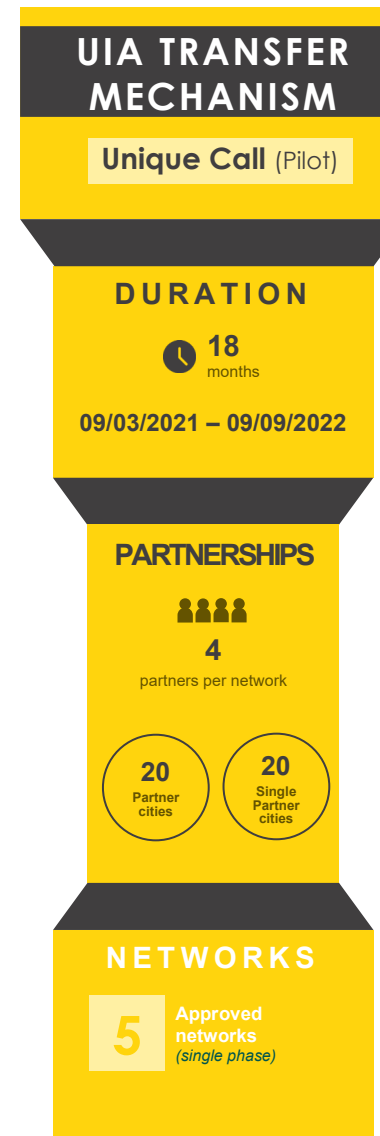 UIA TRANSFER
MECHANISM
Unique Call (Pilot)
DURATION
18
months
09/03/2021 – 09/09/2022
PARTNERSHIPS
4
partners per network
20
Partner
cities
20
Single
Partner
cities
NETWORKS
5
Approved
networks
(single phase)